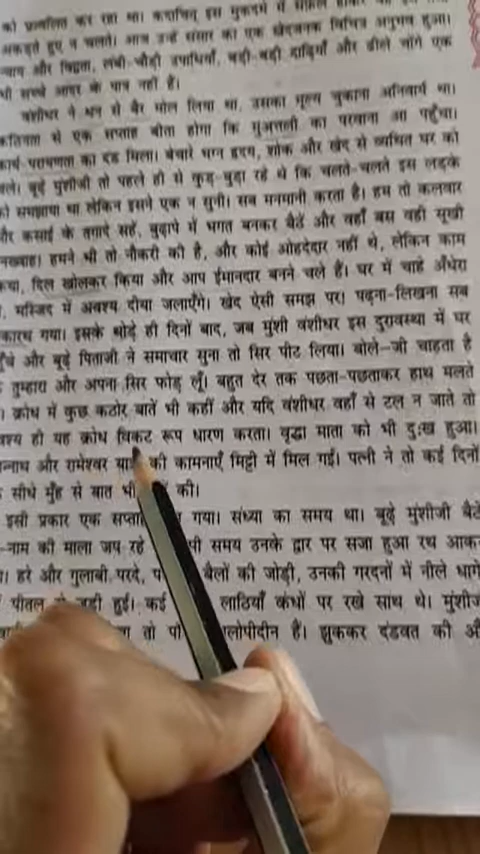 को प्रज्वलित कर रहा था। कदाचित् इस मुकदमे में
अकड़ते हुए न चलते। आज उन्हें संसार का एक खेदजनक विचित्र अनुभव हुआ।
न्याय और विद्वता, लंबी-चौड़ी उपाधियाँ, बड़ी-बड़ी दाढ़ियाँ और ढीले चोंगे एक
भी सच्चे आदर के पात्र नहीं हैं।
वंशीधर ने धन से वैर मोल लिया था, उसका मूल्य चुकाना अनिवार्य था।
कठिनता से एक सप्ताह बीता होगा कि मुअत्तली का परवाना आ पहुँचा।
कार्य-परायणता का दंड मिला। बेचारे भग्न हृदय, शोक और खेद से व्यथित घर को
चले। बूढ़े मुंशीजी तो पहले ही से कुड़-बुड़ा रहे थे कि चलते-चलते इस लड़के
को समझाया था लेकिन इसने एक न सुनी। सब मनमानी करता है। हम तो कलवार
और कसाई के तगादे सहें, बुढ़ापे में भगत बनकर बैठें और वहाँ बस वही सूखी
तनख्वाह। हमने भी तो नौकरी की है, और कोई ओहदेदार नहीं थे, लेकिन काम
किया, दिल खोलकर किया और आप ईमानदार बनने चले हैं। घर में चाहे अँधेरा
मस्जिद में अवश्य दीया जलाएँगे। खेद ऐसी समझ पर! पढ़ना-लिखना सब
कारथ गया। इसके थोड़े ही दिनों बाद, जब मुंशी वंशीधर इस दुरावस्था में घर
पहुँचे और बूढ़े पिताजी ने समाचार सुना तो सिर पीट लिया। बोले-जी चाहता है
तुम्हारा और अपना सिर फोड़ लूँ। बहुत देर तक पछता-पछताकर हाथ मलते
। क्रोध में कुछ कठोर बातें भी कहीं और यदि वंशीधर वहाँ से टल न जाते तो
वश्य ही यह क्रोध विकट रूप धारण करता। वृद्धा माता को भी दुःख हुआ।
न्नाथ और रामेश्वर की कामनाएँ मिट्टी में मिल गईं। पत्नी ने तो कई दिनों
सीधे मुँह से बात भी की।
इसी प्रकार एक सप्ताह गया। संध्या का समय था। बूढ़े मुंशीजी बैठे
-नाम की माला जप रहे समय उनके द्वार पर सजा हुआ रथ आक
। हरे और गुलाबी परदे, बैलों की जोड़ी, उनकी गरदनों में नीले धागे
पीतल हुई। कई लाठियाँ कंधों पर रखे साथ थे। मुंशीज
तो लोपीदीन हैं। झुककर दंडवत की औ